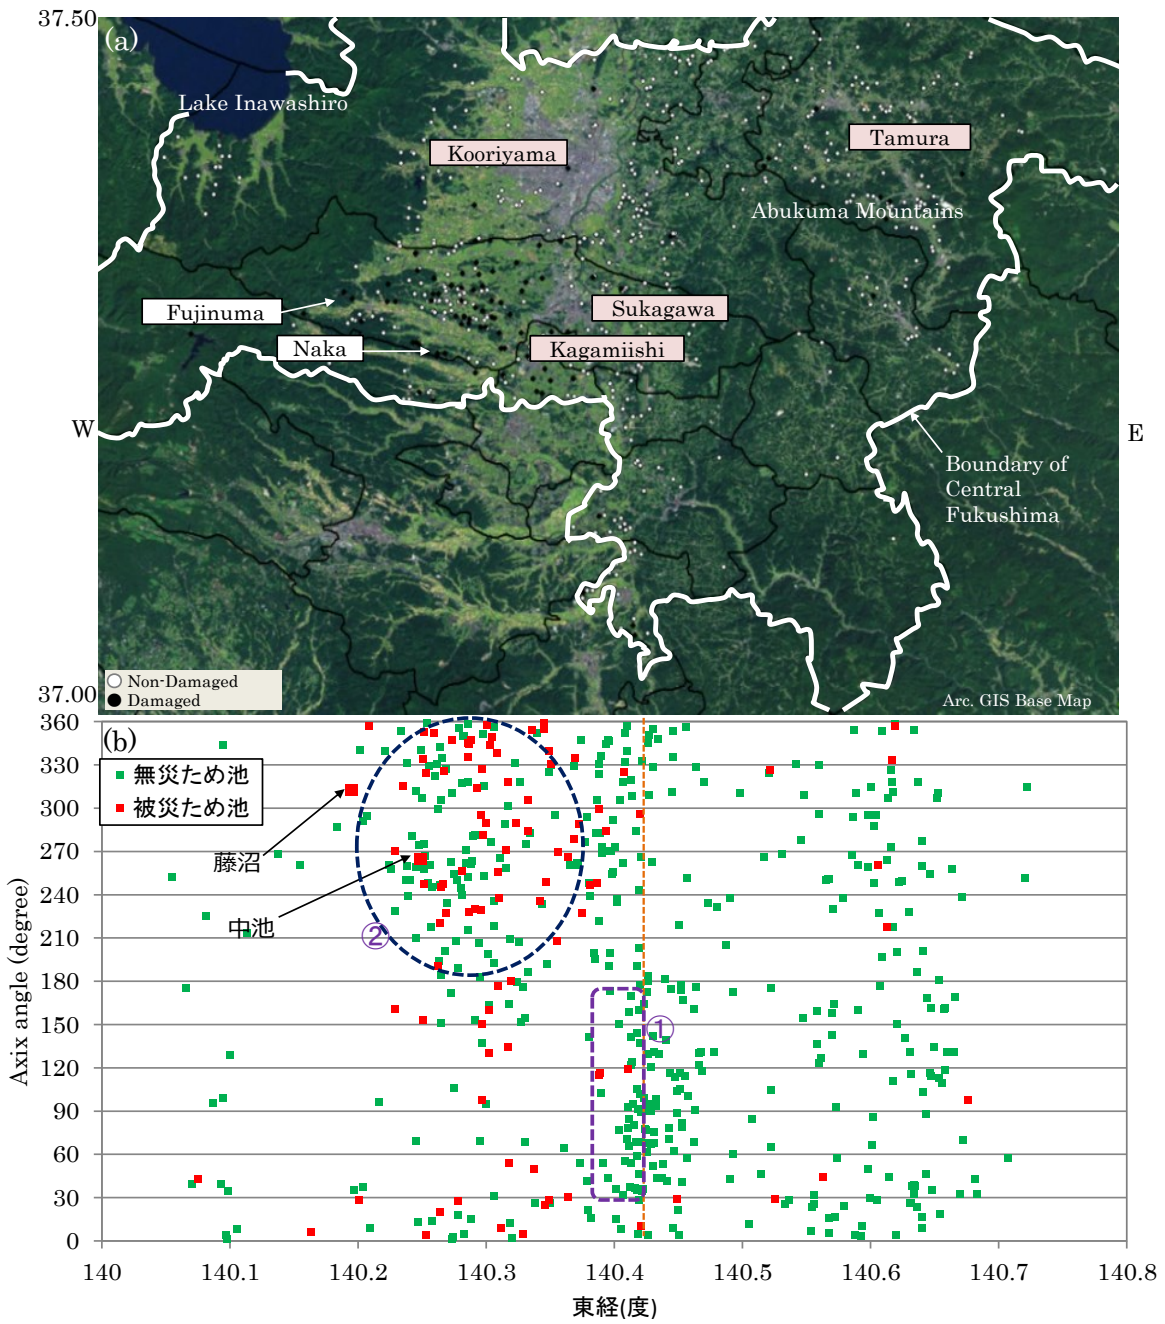 37.50
(a)
Lake Inawashiro
Kooriyama
Tamura
Abukuma Mountains
Fujinuma
Sukagawa
Naka
Kagamiishi
W
E
Boundary of
Central
Fukushima
Non-Damaged
Damaged
37.00
Arc. GIS Base Map
(b)
360
330
300
270
240
210
180
150
120
90
60
30
0
Axix angle (degree)
無災ため池
被災ため池
藤沼
中池
②
①
140
140.1
140.2
140.3
140.4
140.5
140.6
140.7
140.8
東経(度)